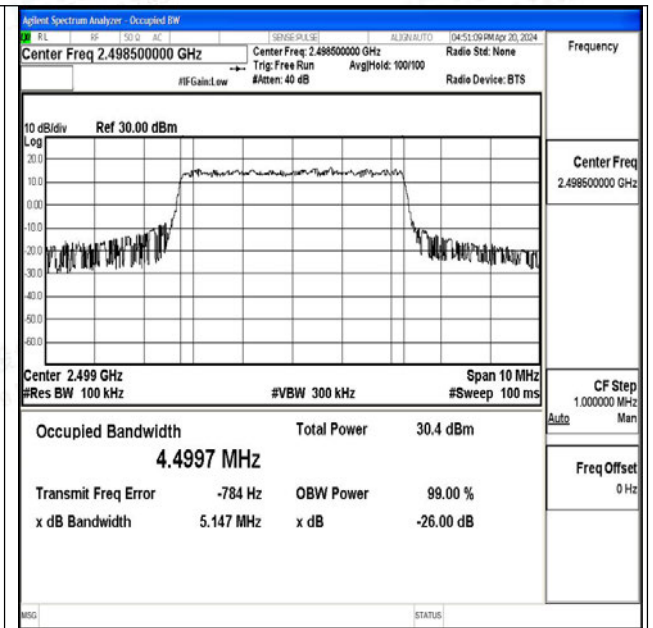 Agilent Spectrum Analyzer - Occupied BW
RL RF 50 Ω AC SENSE:PULSE ALIGN AUTO 04:51:09 PM Apr 20, 2024
Center Freq 2.498500000 GHz Center Freq: 2.498500000 GHz Radio Std: None Frequency
Trig: Free Run Avg|Hold: 100/100
#IFGain:Low #Atten: 40 dB Radio Device: BTS
10 dB/div Ref 30.00 dBm
Log
20.0
10.0
0.00
-10.0
-20.0
-30.0
-40.0
-50.0
-60.0
Center Freq
2.498500000 GHz
Center 2.499 GHz Span 10 MHz
#Res BW 100 kHz #VBW 300 kHz #Sweep 100 ms
CF Step
1.000000 MHz
Auto Man
Occupied Bandwidth Total Power 30.4 dBm
4.4997 MHz
Transmit Freq Error -784 Hz OBW Power 99.00 %
x dB Bandwidth 5.147 MHz x dB -26.00 dB
Freq Offset
0 Hz
MSG STATUS